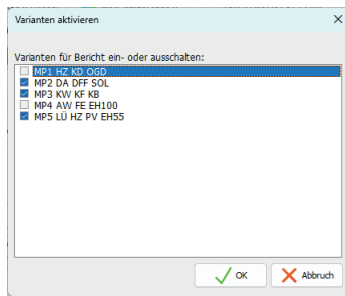 Varianten aktivieren
Varianten für Bericht ein- oder ausschalten:
MP1 HZ KD OGD
MP2 DA DFF SOL
MP3 KW KF KB
MP4 AW FE EH100
MP5 LÜ HZ PV EH55
OK
Abbruch